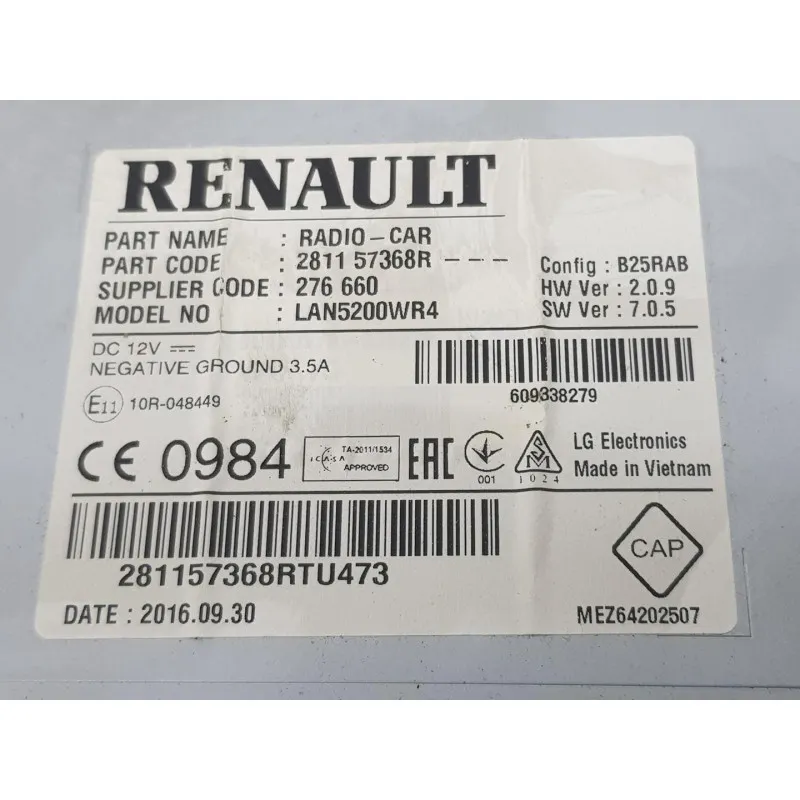 RENAULT
PART NAME : RADIO-CAR
PART CODE : 2811 57368R - - -
SUPPLIER CODE : 276 660
MODEL NO : LAN5200WR4
Config : B25RAB
HW Ver : 2.0.9
SW Ver : 7.0.5
DC 12V ⎓
NEGATIVE GROUND 3.5A
609338279
E11 10R-048449
CE 0984
ICASA
TA-2011/1534
APPROVED
EAC
001
SM
1024
LG Electronics
Made in Vietnam
281157368RTU473
CAP
DATE : 2016.09.30
MEZ64202507